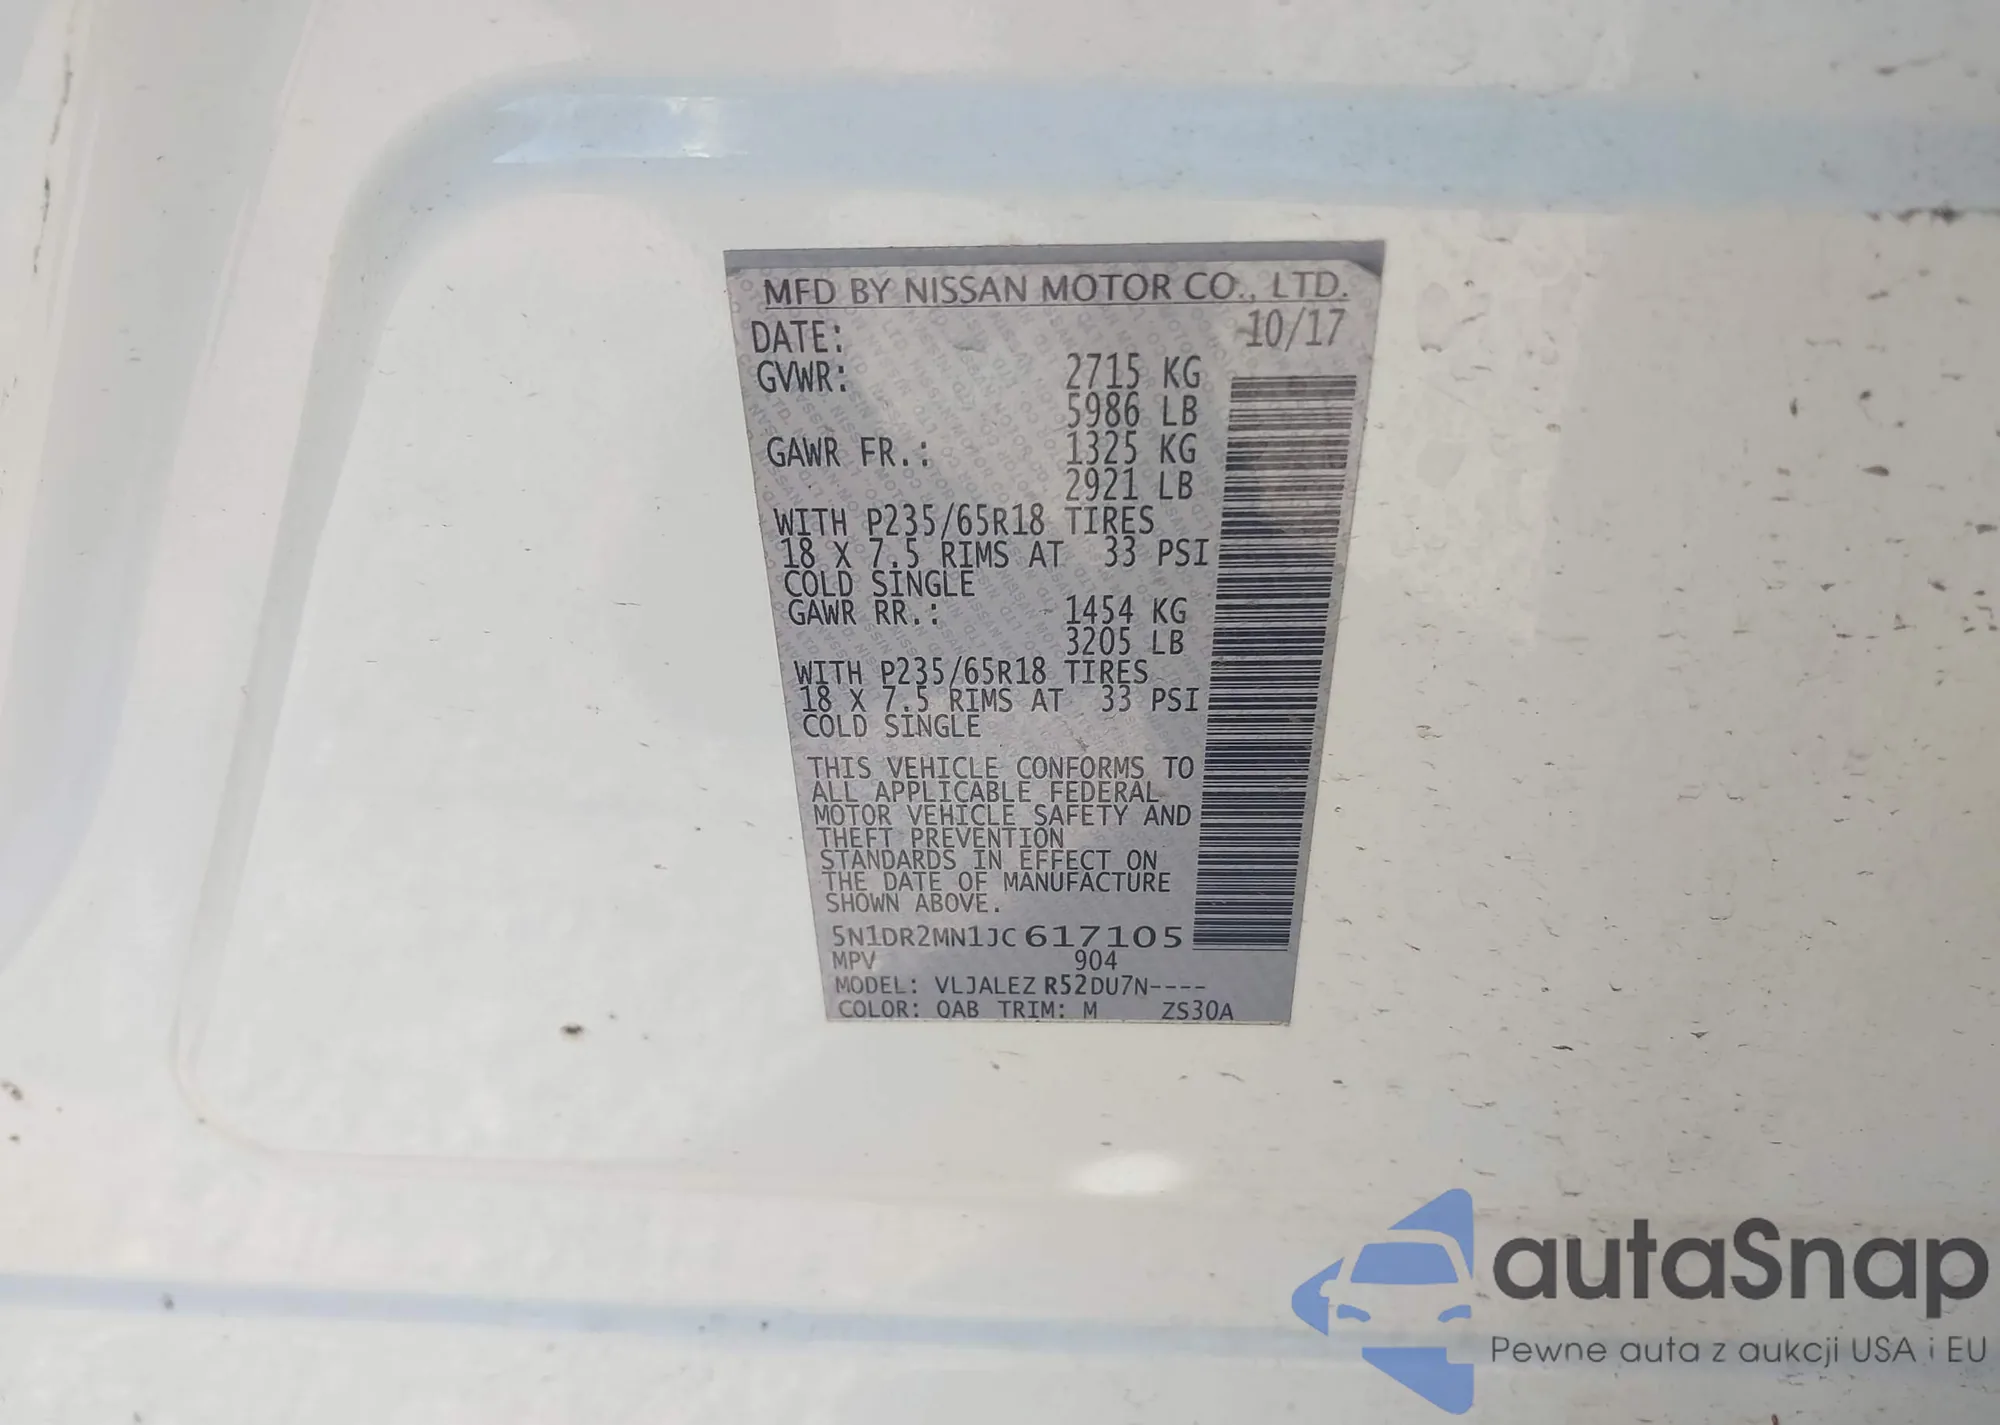 MFD BY NISSAN MOTOR CO., LTD.
DATE: 10/17
GVWR: 2715 KG
5986 LB
GAWR FR.: 1325 KG
2921 LB
WITH P235/65R18 TIRES
18 X 7.5 RIMS AT 33 PSI
COLD SINGLE
GAWR RR.: 1454 KG
3205 LB
WITH P235/65R18 TIRES
18 X 7.5 RIMS AT 33 PSI
COLD SINGLE
THIS VEHICLE CONFORMS TO
ALL APPLICABLE FEDERAL
MOTOR VEHICLE SAFETY AND
THEFT PREVENTION
STANDARDS IN EFFECT ON
THE DATE OF MANUFACTURE
SHOWN ABOVE.
5N1DR2MN1JC617105
MPV 904
MODEL: VLJALEZ R52DU7N----
COLOR: QAB TRIM: M ZS30A
autaSnap
Pewne auta z aukcji USA i EU